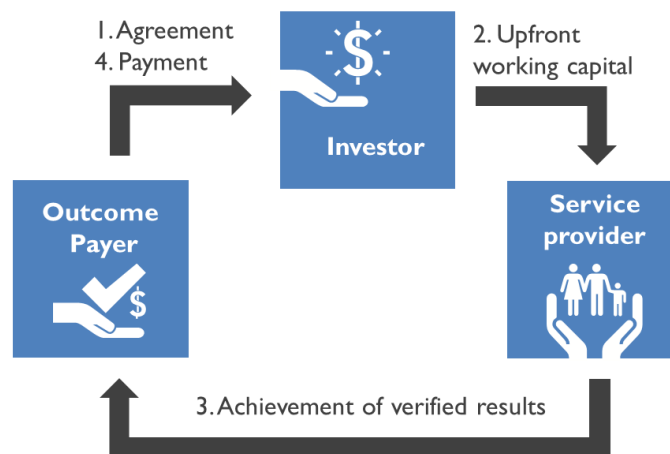 1. Agreement
4. Payment
2. Upfront
working capital
$
Investor
Outcome
Payer
$
Service
provider
3. Achievement of verified results